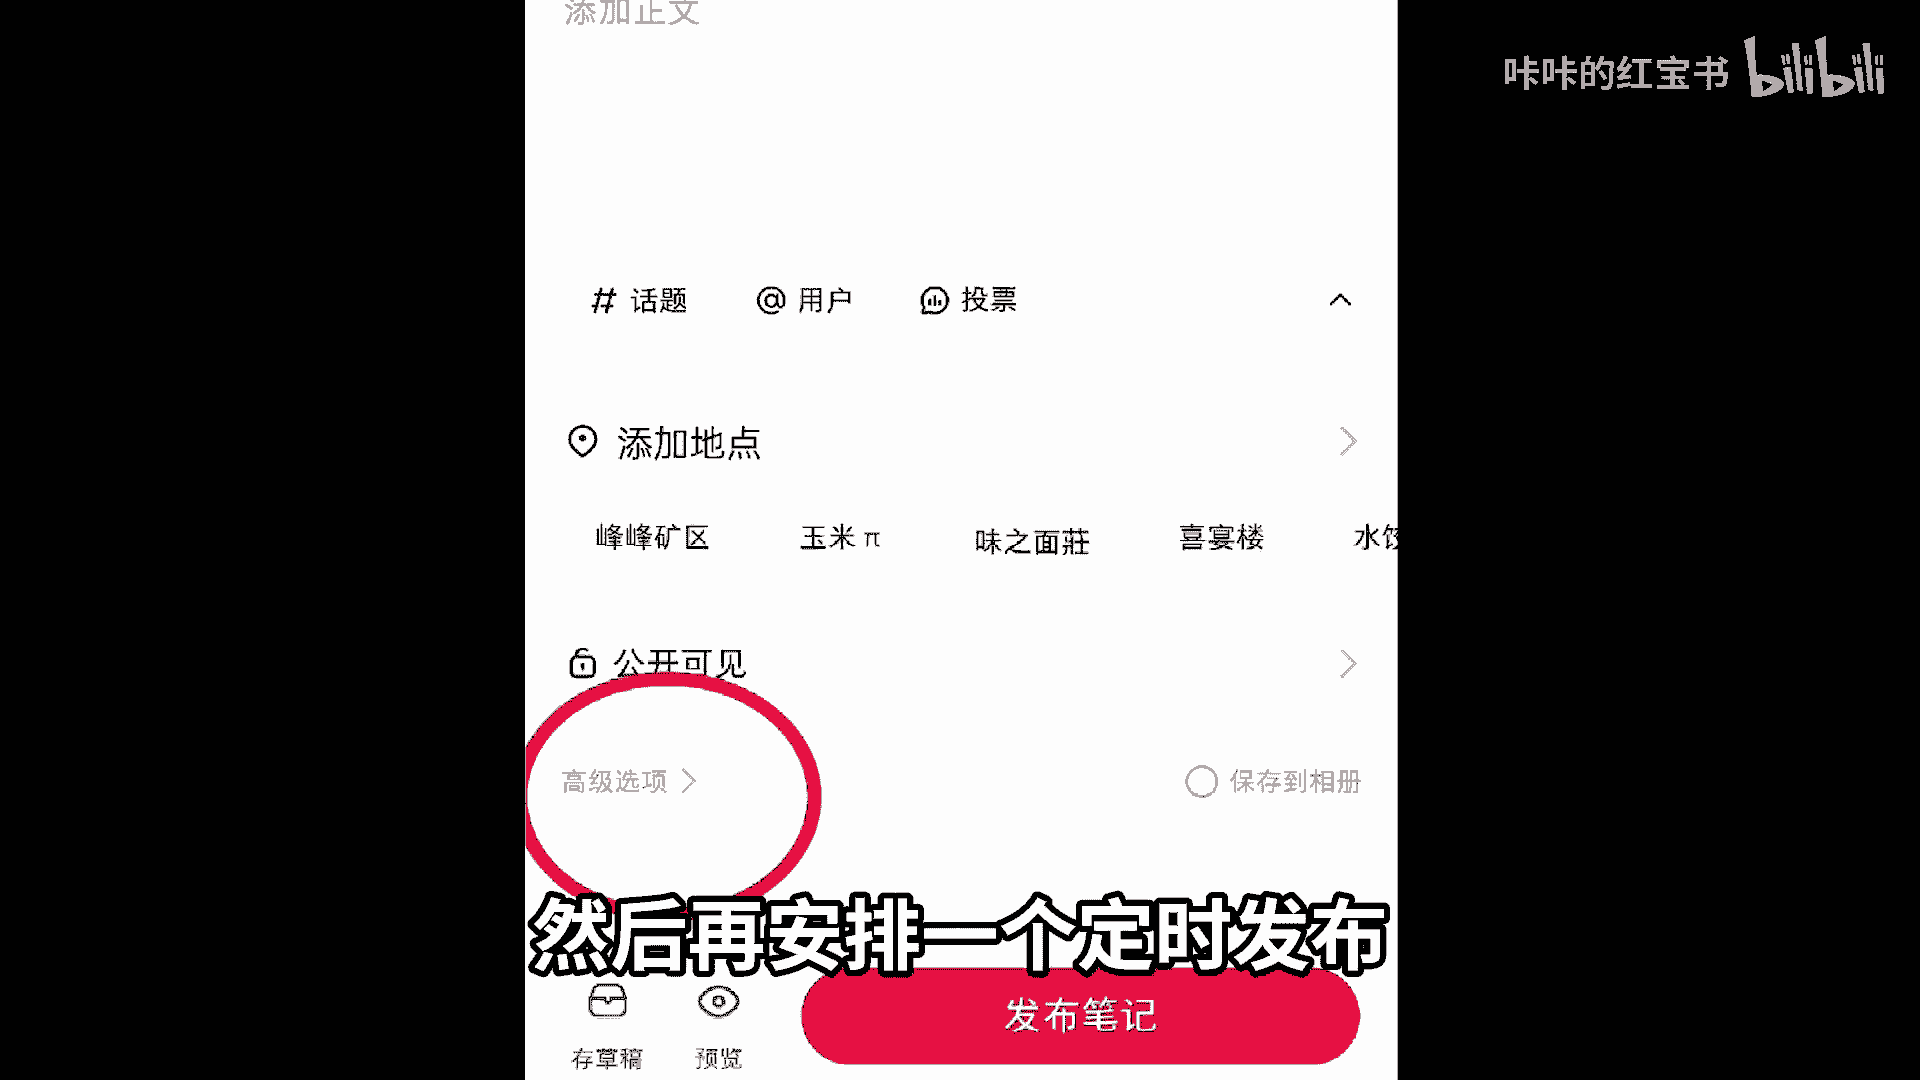 添加正文
咔咔的红宝书 bilibili
# 话题 @ 用户 投票
添加地点
峰峰矿区 玉米π 味之面莊 喜宴楼 水饺
公开可见
高级选项 保存到相册
然后再安排一个定时发布
存草稿 预览 发布笔记